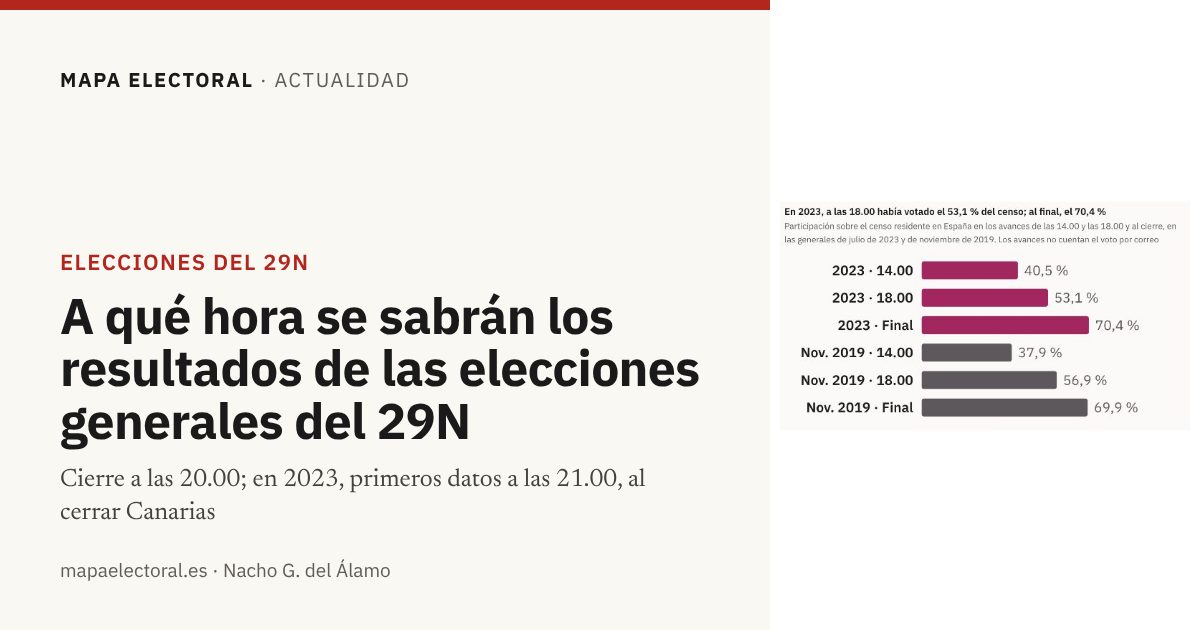 MAPA ELECTORAL · ACTUALIDAD
ELECCIONES DEL 29N
A qué hora se sabrán los
resultados de las elecciones
generales del 29N
Cierre a las 20.00; en 2023, primeros datos a las 21.00, al
cerrar Canarias
mapaelectoral.es · Nacho G. del Álamo
En 2023, a las 18.00 había votado el 53,1 % del censo; al final, el 70,4 %
Participación sobre el censo residente en España en los avances de las 14.00 y las 18.00 y al cierre, en
las generales de julio de 2023 y de noviembre de 2019. Los avances no cuentan el voto por correo
2023 · 14.00 40,5 %
2023 · 18.00 53,1 %
2023 · Final 70,4 %
Nov. 2019 · 14.00 37,9 %
Nov. 2019 · 18.00 56,9 %
Nov. 2019 · Final 69,9 %